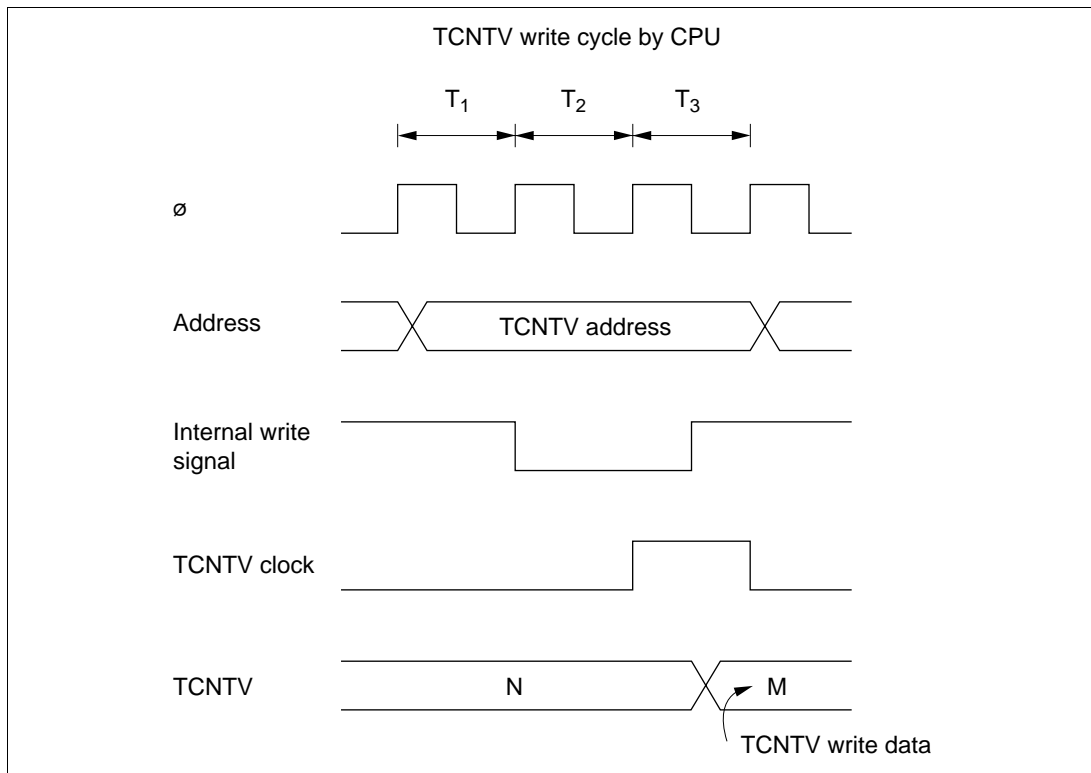 TCNTV write cycle by CPU
T1 T2 T3
ø
Address
TCNTV address
Internal write
signal
TCNTV clock
TCNTV
N
M
TCNTV write data